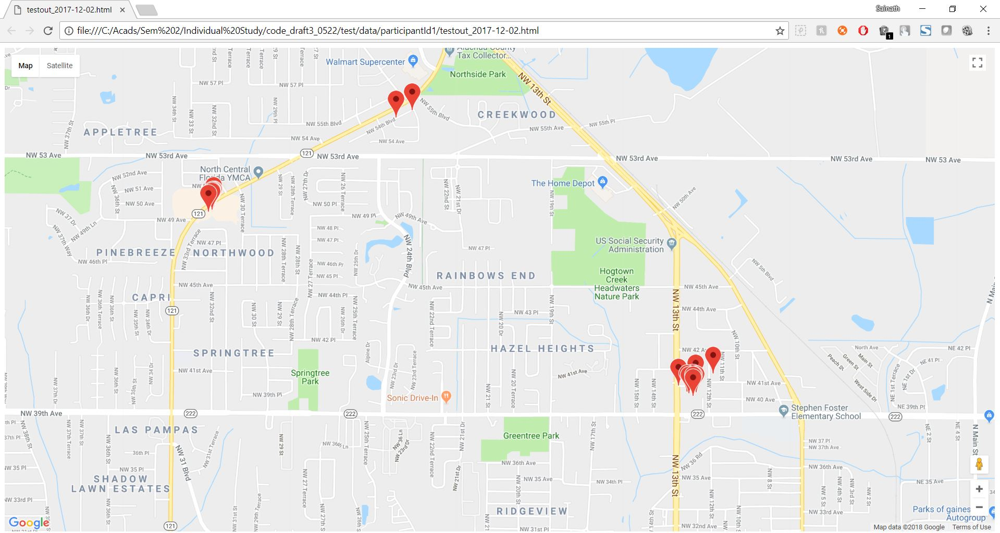 testout_2017-12-02.html
Sainath
file:///C:/Acads/Sem%202/Individual%20Study/code_draft3_0522/test/data/participantId1/testout_2017-12-02.html
1
Map
Satellite
Walmart Supercenter
Alachua County
Tax Collector...
Northside Park
NW 13th St
NW 57 Pl
NW 57 Pl
NW 34th St
NW 33 St
NW 32nd St
NW 29th Pl
NW 37th St
NW 55th Blvd
NW 55th Blvd
NW 54th Blvd
CREEKWOOD
NW 55th Ave
NW 55th Pl
APPLETREE
NW 54 Ave
NW 54 Ave
NW 53 Ave
NW 53rd Ave
121
NW 53rd Ave
NW 53rd Ave
NW 53rd Ave
NW 53 Ave
North Central
Florida YMCA
NW 52nd Ave
NW 51 Ave
NW 50 Ave
NW 36th St
NW 29 St
NW 28th Terrace
NW 27th Dr
NW 26 Terrace
NW 22nd St
NW 21st Dr
The Home Depot
NW 19th St
NW 50th Ave
NW 50 Pl
121
NW 49 Ave
NW 37 Dr
NW 49th Ln
NW 37th Way
NW 30 Terrace
NW 49 Pl
NW 49th Ave
NW 48 Pl
NW 47 Pl
NW 47 Pl
NW 47 Pl
NW 24th Blvd
US Social Security
Administration
PINEBREEZE
NORTHWOOD
NW 33rd Terrace
NW 46th Pl
NW 28th Terrace
NW 28th St
NW 27 Terrace
NW 46th Pl
NW 45 Pl
NW 25th Dr
RAINBOWS END
Hogtown
Creek
Headwaters
Nature Park
NW 5th Blvd
NW 45th Ave
NW 45th Ave
NW 45th Ave
NW 44th Pl
NW 44th Ave
CAPRI
121
NW 36th Dr
NW 36th Terrace
NW 36th St
NW 35th St
NW 34th Dr
NW 32nd St
NW 30 St
NW 29 St
NW 28th Terrace
NW 26th Dr
NW 25th Terrace
NW 22nd Terrace
NW 20 Dr
NW 43 Pl
NW 19th St
NW 13th St
N Main St
NW 42 Pl
NW 42 Ave
NW 10th St
SPRINGTREE
HAZEL HEIGHTS
Alpine Dr
North Ave
NE 42 Pl
NE 41 Pl
Peach St
Green St
Main St
West Side Dr
NE 1st Terrace
NE 1st Dr
NE 39th Pl
NW 41st Ave
NW 41st Ave
NW 41st Ave
NW 40 Ave
NW 11th St
NW 12th St
NW 14th St
NW 15th St
Springtree
Park
NW 37th Dr
NW 35th St
NW 34 Dr
NW 39th Pl
NW 23rd Dr
NW 23rd Terrace
NW 21 St
NW 20 Terrace
Sonic Drive-In
Stephen Foster
Elementary School
NW 39th Ave
222
222
222
222
LAS PAMPAS
Greentree Park
NW 38th St
NW 37th Terrace
NW 37th St
NW 36th St
36th Pl
NW 35 Pl
NW 31 Blvd
NW 31st Terrace
NW 29 St
NW 36th Ln
NW 25th Terrace
NW 36 Ln
NW 23rd Dr
NW 22nd Terrace
NW 21st Dr
NW 21st Dr
NW 17th St
NW 36th Ave
NW 36 Rd
NW 37 Pl
NW 37th Ave
NW 36th Ave
NE 2 St
NE 4 St
N Main St
37th Pl
NW 35 Pl
SHADOW
LAWN ESTATES
NW 33rd Pl
NW 35 Ave
NW 34th St
NW 13th St
NW 35 Ave
NW 8 St
NW 5 St
NW 4th St
NW 3rd St
NW 2 St
NE 35 Ave
NW 27 Terrace
NW 27th St
NW 20th St
RIDGEVIEW
NW 12th St
NW 10th St
NW 33rd Ave
NW 32nd Ave
NW 32nd Ave
NW 31st Pl
121
Parks of gaines
Autogroup
Google
Map data ©2018 Google
Terms of Use